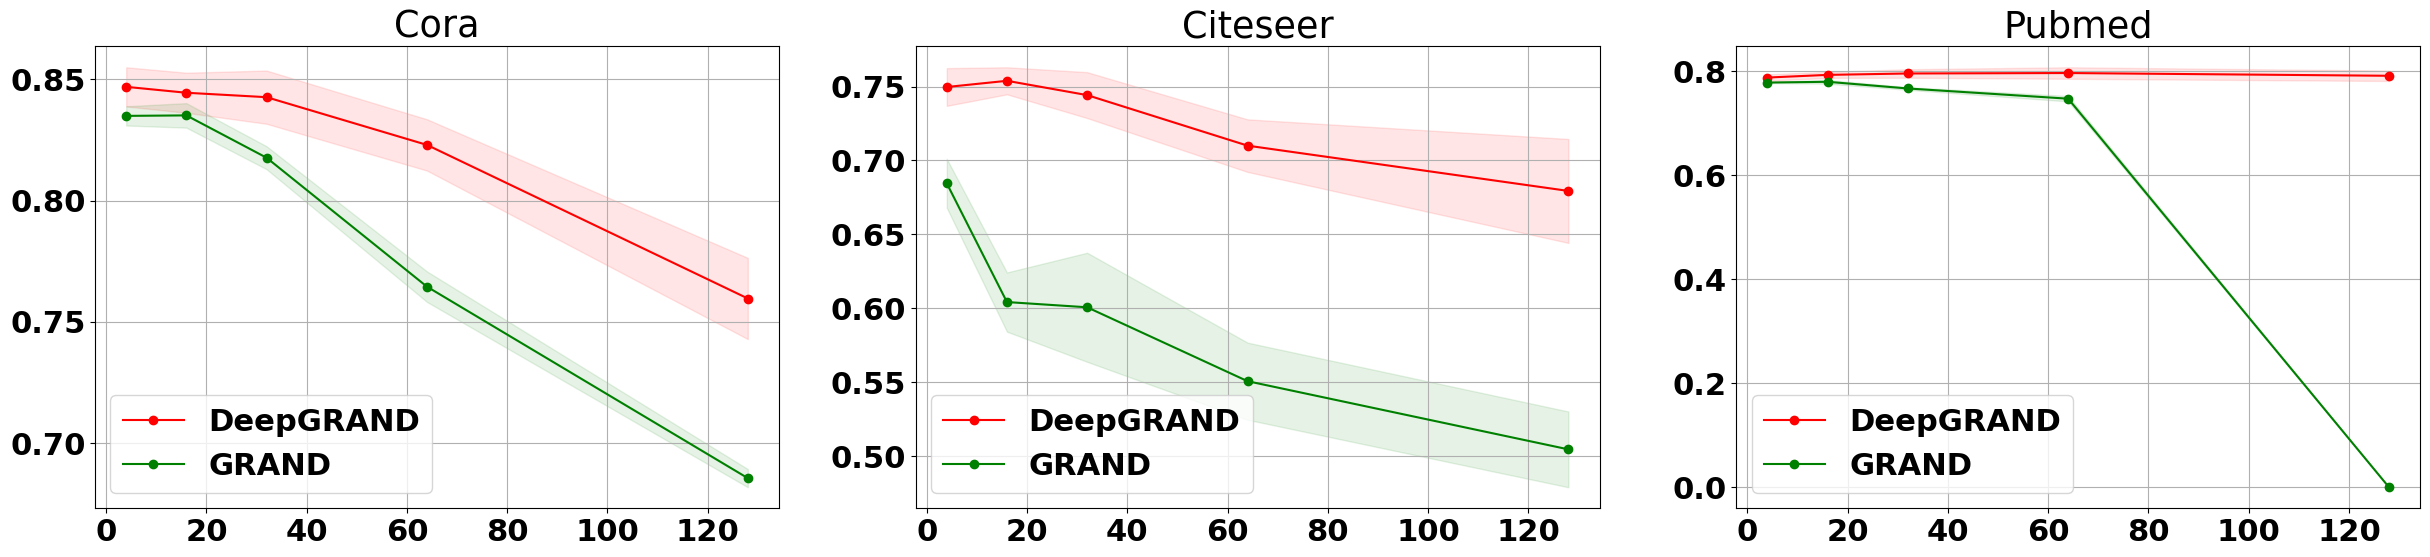 Cora
0.85
0.80
0.75
0.70
DeepGRAND
GRAND
0 20 40 60 80 100 120
Citeseer
0.75
0.70
0.65
0.60
0.55
0.50
DeepGRAND
GRAND
0 20 40 60 80 100 120
Pubmed
0.8
0.6
0.4
0.2
0.0
DeepGRAND
GRAND
0 20 40 60 80 100 120